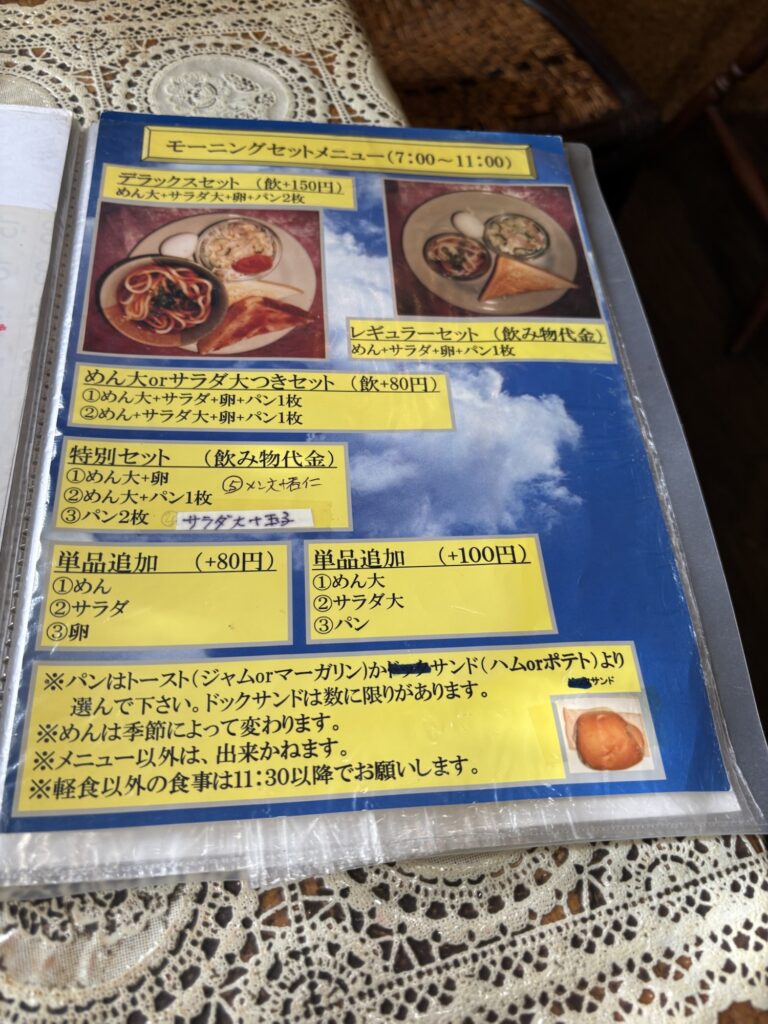 モーニングセットメニュー(7:00～11:00)
デラックスセット (飲+150円)
めん大+サラダ大+卵+パン2枚
レギュラーセット (飲み物代金)
めん+サラダ+卵+パン1枚
めん大orサラダ大つきセット (飲+80円)
①めん大+サラダ+卵+パン1枚
②めん+サラダ大+卵+パン1枚
特別セット (飲み物代金)
①めん大+卵
②めん大+パン1枚
③パン2枚
サラダ大+玉子
単品追加 (+80円)
①めん
②サラダ
③卵
単品追加 (+100円)
①めん大
②サラダ大
③パン
※パンはトースト(ジャムorマーガリン)かサンド(ハムorポテト)より
選んで下さい。ドックサンドは数に限りがあります。
サンド
※めんは季節によって変わります。
※メニュー以外は、出来かねます。
※軽食以外の食事は11:30以降でお願いします。